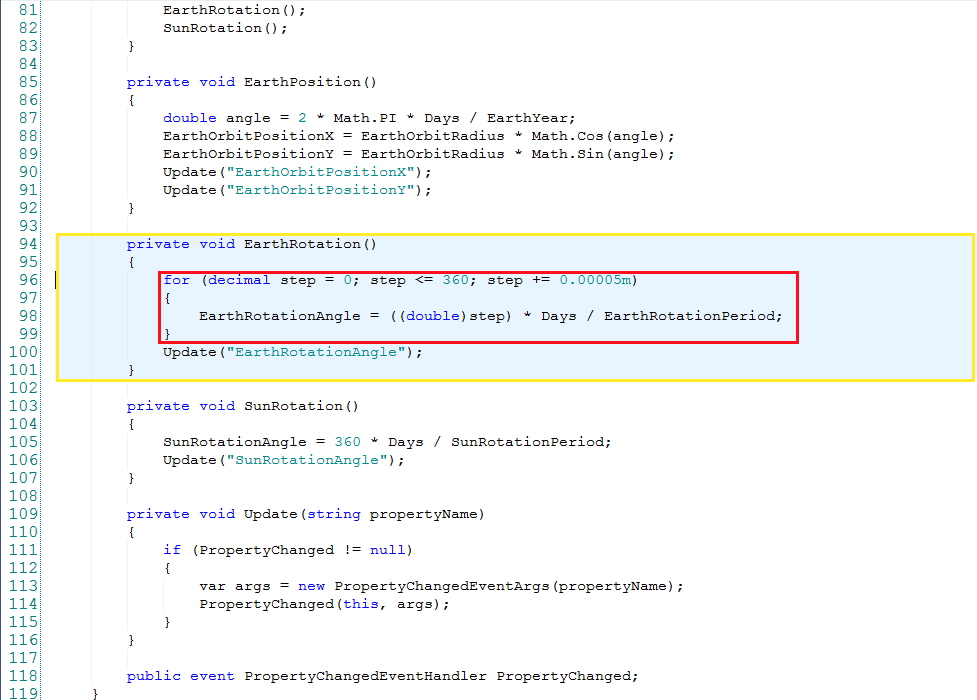 81 EarthRotation();
82 SunRotation();
83 }
84
85 private void EarthPosition()
86 {
87 double angle = 2 * Math.PI * Days / EarthYear;
88 EarthOrbitPositionX = EarthOrbitRadius * Math.Cos(angle);
89 EarthOrbitPositionY = EarthOrbitRadius * Math.Sin(angle);
90 Update("EarthOrbitPositionX");
91 Update("EarthOrbitPositionY");
92 }
93
94 private void EarthRotation()
95 {
96 for (decimal step = 0; step <= 360; step += 0.00005m)
97 {
98 EarthRotationAngle = ((double)step) * Days / EarthRotationPeriod;
99 }
100 Update("EarthRotationAngle");
101 }
102
103 private void SunRotation()
104 {
105 SunRotationAngle = 360 * Days / SunRotationPeriod;
106 Update("SunRotationAngle");
107 }
108
109 private void Update(string propertyName)
110 {
111 if (PropertyChanged != null)
112 {
113 var args = new PropertyChangedEventArgs(propertyName);
114 PropertyChanged(this, args);
115 }
116 }
117
118 public event PropertyChangedEventHandler PropertyChanged;
119 }